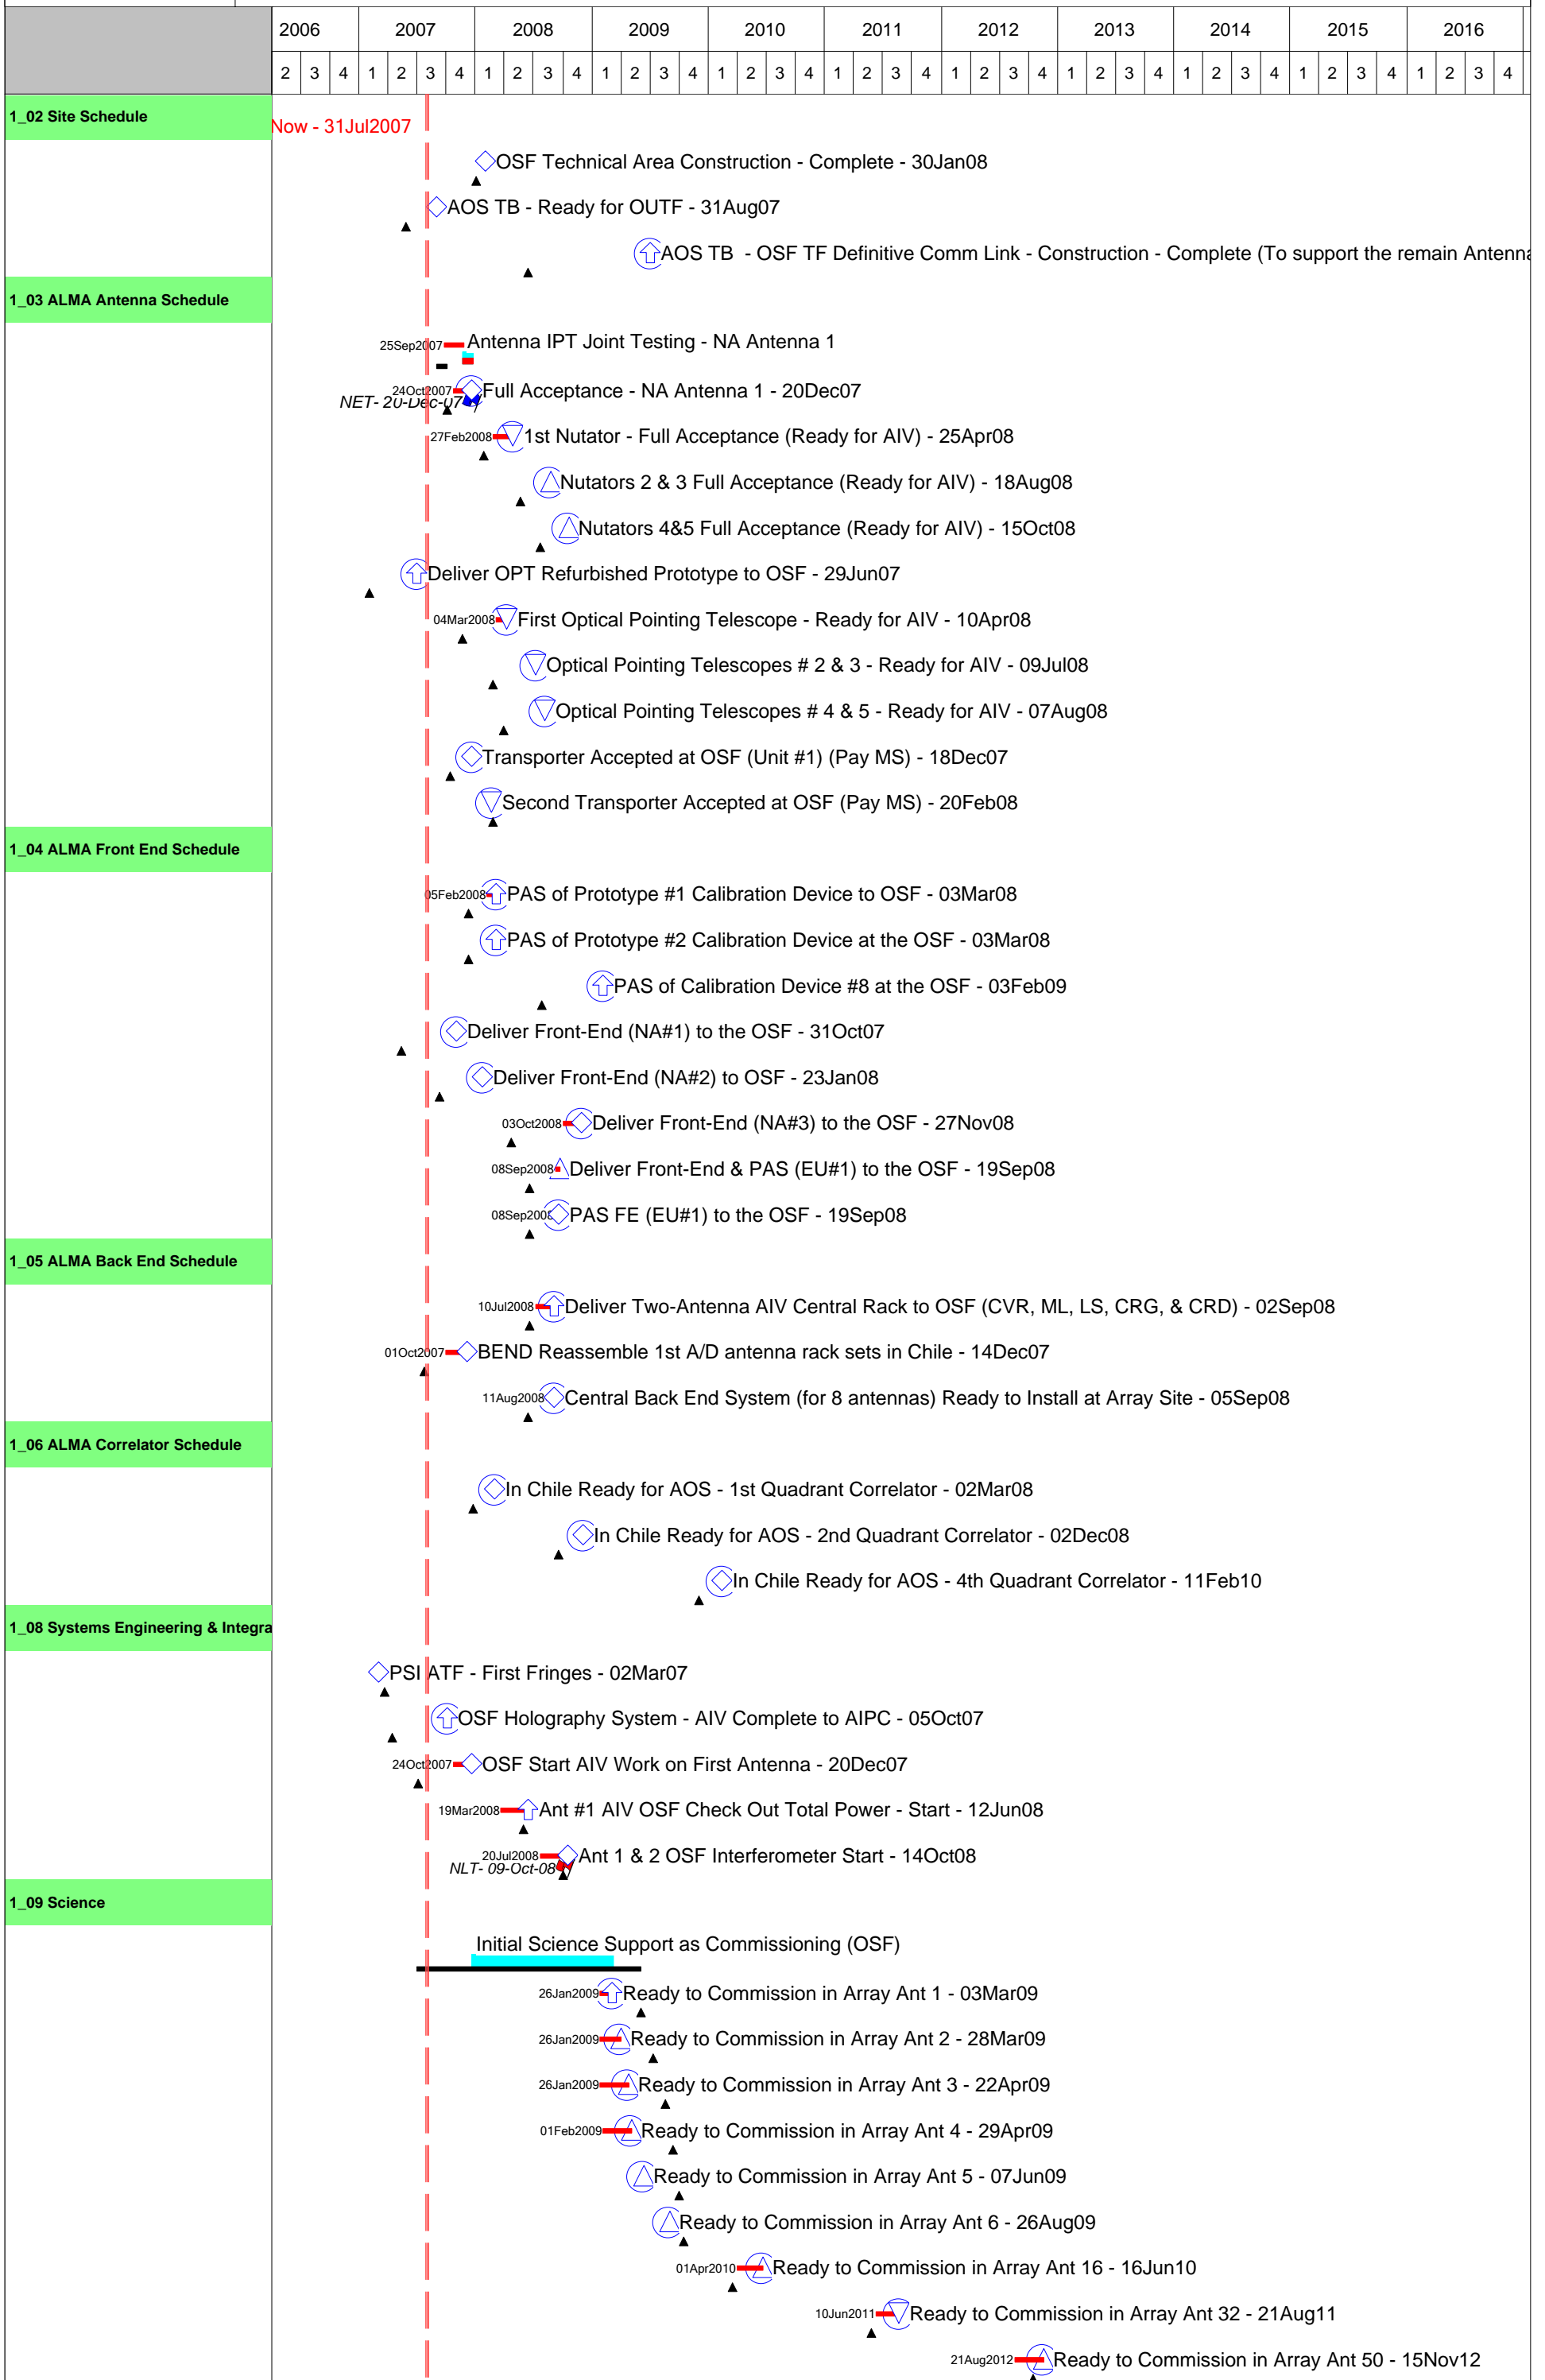 2006 2007 2008 2009 2010 2011 2012 2013 2014 2015 2016
2 3 4 1 2 3 4 1 2 3 4 1 2 3 4 1 2 3 4 1 2 3 4 1 2 3 4 1 2 3 4 1 2 3 4 1 2 3 4 1 2 3 4
1_02 Site Schedule
Now - 31Jul2007
OSF Technical Area Construction - Complete - 30Jan08
AOS TB - Ready for OUTF - 31Aug07
AOS TB - OSF TF Definitive Comm Link - Construction - Complete (To support the remain Antenna
1_03 ALMA Antenna Schedule
25Sep2007 Antenna IPT Joint Testing - NA Antenna 1
24Oct2007 Full Acceptance - NA Antenna 1 - 20Dec07
NET- 20-Dec-07
27Feb2008 1st Nutator - Full Acceptance (Ready for AIV) - 25Apr08
Nutators 2 & 3 Full Acceptance (Ready for AIV) - 18Aug08
Nutators 4&5 Full Acceptance (Ready for AIV) - 15Oct08
Deliver OPT Refurbished Prototype to OSF - 29Jun07
04Mar2008 First Optical Pointing Telescope - Ready for AIV - 10Apr08
Optical Pointing Telescopes # 2 & 3 - Ready for AIV - 09Jul08
Optical Pointing Telescopes # 4 & 5 - Ready for AIV - 07Aug08
Transporter Accepted at OSF (Unit #1) (Pay MS) - 18Dec07
Second Transporter Accepted at OSF (Pay MS) - 20Feb08
1_04 ALMA Front End Schedule
05Feb2008 PAS of Prototype #1 Calibration Device to OSF - 03Mar08
PAS of Prototype #2 Calibration Device at the OSF - 03Mar08
PAS of Calibration Device #8 at the OSF - 03Feb09
Deliver Front-End (NA#1) to the OSF - 31Oct07
Deliver Front-End (NA#2) to OSF - 23Jan08
03Oct2008 Deliver Front-End (NA#3) to the OSF - 27Nov08
08Sep2008 Deliver Front-End & PAS (EU#1) to the OSF - 19Sep08
08Sep2008 PAS FE (EU#1) to the OSF - 19Sep08
1_05 ALMA Back End Schedule
10Jul2008 Deliver Two-Antenna AIV Central Rack to OSF (CVR, ML, LS, CRG, & CRD) - 02Sep08
01Oct2007 BEND Reassemble 1st A/D antenna rack sets in Chile - 14Dec07
11Aug2008 Central Back End System (for 8 antennas) Ready to Install at Array Site - 05Sep08
1_06 ALMA Correlator Schedule
In Chile Ready for AOS - 1st Quadrant Correlator - 02Mar08
In Chile Ready for AOS - 2nd Quadrant Correlator - 02Dec08
In Chile Ready for AOS - 4th Quadrant Correlator - 11Feb10
1_08 Systems Engineering & Integra
PSI ATF - First Fringes - 02Mar07
OSF Holography System - AIV Complete to AIPC - 05Oct07
24Oct2007 OSF Start AIV Work on First Antenna - 20Dec07
19Mar2008 Ant #1 AIV OSF Check Out Total Power - Start - 12Jun08
20Jul2008 Ant 1 & 2 OSF Interferometer Start - 14Oct08
NLT- 09-Oct-08
1_09 Science
Initial Science Support as Commissioning (OSF)
26Jan2009 Ready to Commission in Array Ant 1 - 03Mar09
26Jan2009 Ready to Commission in Array Ant 2 - 28Mar09
26Jan2009 Ready to Commission in Array Ant 3 - 22Apr09
01Feb2009 Ready to Commission in Array Ant 4 - 29Apr09
Ready to Commission in Array Ant 5 - 07Jun09
Ready to Commission in Array Ant 6 - 26Aug09
01Apr2010 Ready to Commission in Array Ant 16 - 16Jun10
10Jun2011 Ready to Commission in Array Ant 32 - 21Aug11
21Aug2012 Ready to Commission in Array Ant 50 - 15Nov12